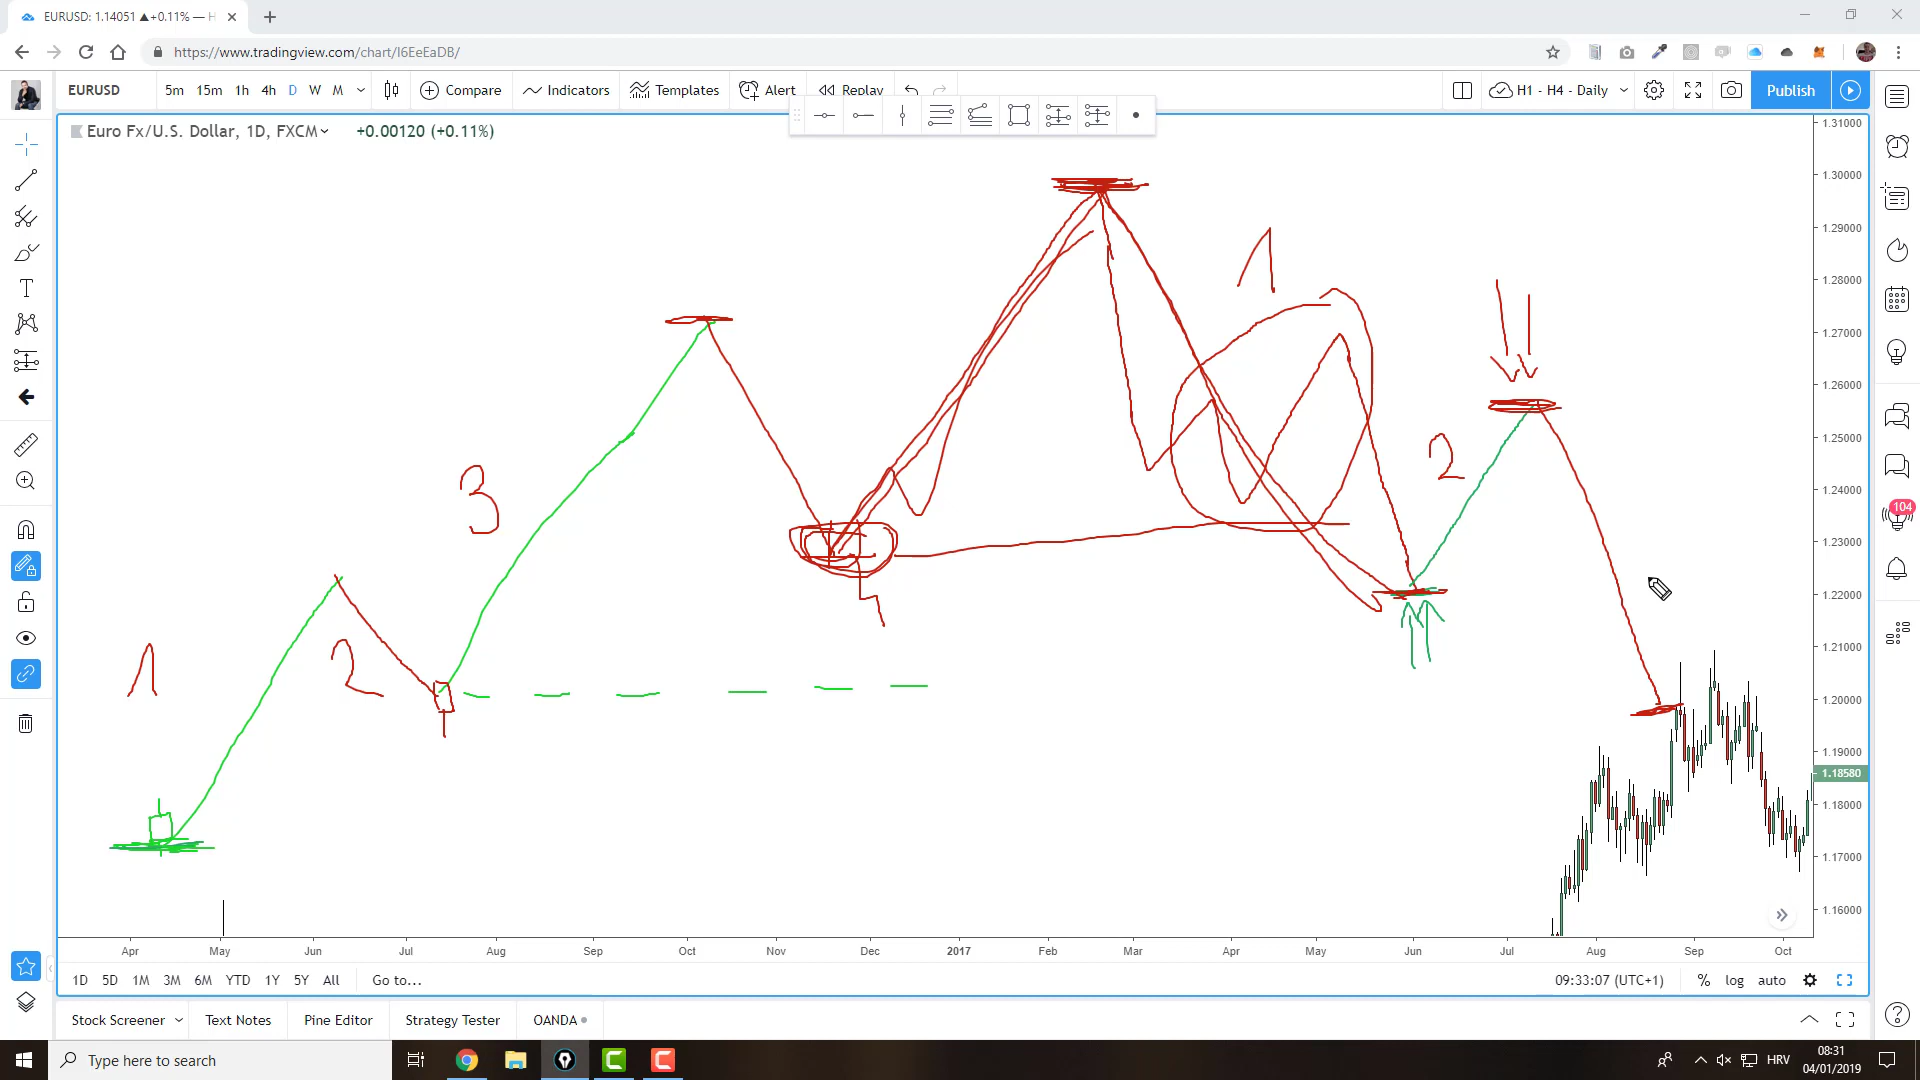 EURUSD: 1.14051 ▲+0.11% — H
https://www.tradingview.com/chart/I6EeEaDB/
EURUSD 5m 15m 1h 4h D W M Compare Indicators Templates Alert Replay H1 - H4 - Daily Publish
Euro Fx/U.S. Dollar, 1D, FXCM +0.00120 (+0.11%)
1.31000
1.30000
1.29000
1.28000
1.27000
1.26000
1.25000
1.24000
1.23000
1.22000
1.21000
1.20000
1.19000
1.18580
1.18000
1.17000
1.16000
1
2
3
1
2
104
Apr May Jun Jul Aug Sep Oct Nov Dec 2017 Feb Mar Apr May Jun Jul Aug Sep Oct
1D 5D 1M 3M 6M YTD 1Y 5Y All Go to... 09:33:07 (UTC+1) % log auto
Stock Screener Text Notes Pine Editor Strategy Tester OANDA
Type here to search
HRV
08:31
04/01/2019